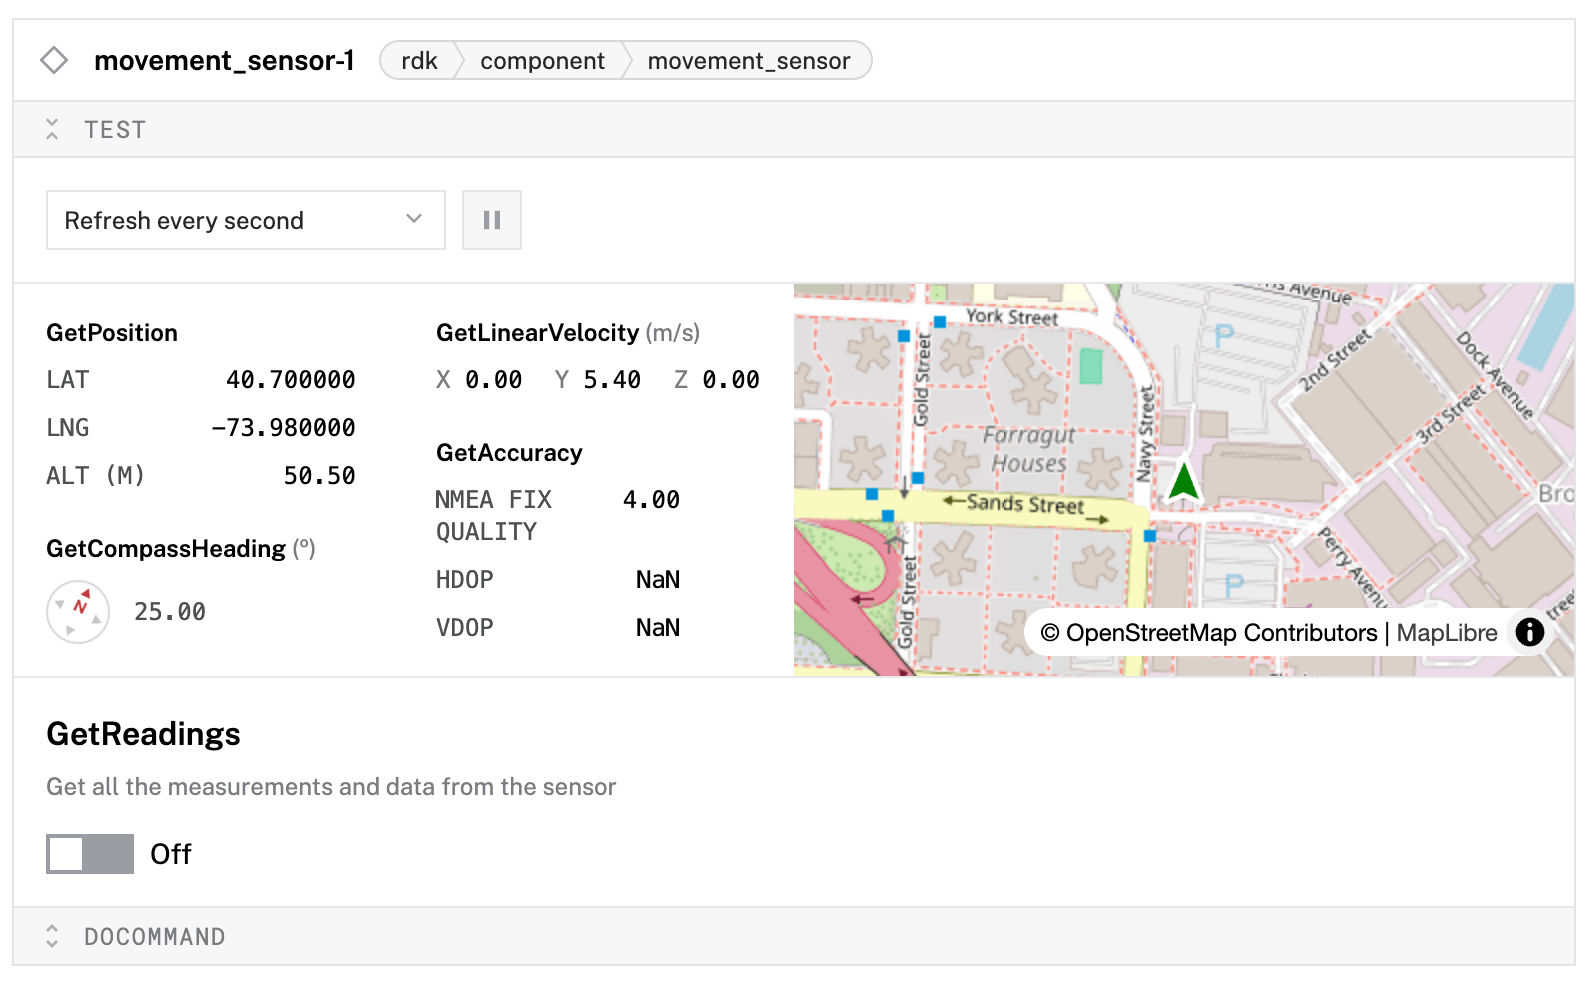 movement_sensor-1
rdk component movement_sensor
TEST
Refresh every second
GetPosition
LAT 40.700000
LNG -73.980000
ALT (M) 50.50
GetCompassHeading (º)
N
25.00
GetLinearVelocity (m/s)
X 0.00 Y 5.40 Z 0.00
GetAccuracy
NMEA FIX 4.00
QUALITY
HDOP NaN
VDOP NaN
York Street
Avenue
P
2nd Street
Dock Avenue
3rd Street
Gold Street
Navy Street
Farragut
Houses
Sands Street
Bro
Perry Avenue
P
Gold Street
© OpenStreetMap Contributors | MapLibre
GetReadings
Get all the measurements and data from the sensor
Off
DOCOMMAND